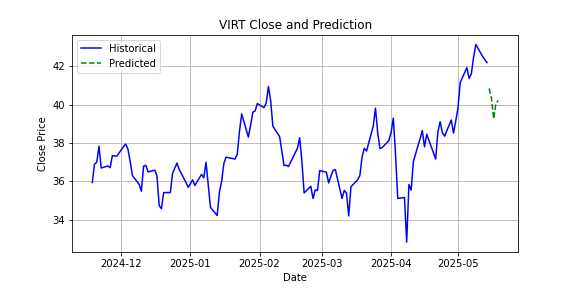 VIRT Close and Prediction
Historical
Predicted
Close Price
42
40
38
36
34
2024-12 2025-01 2025-02 2025-03 2025-04 2025-05
Date